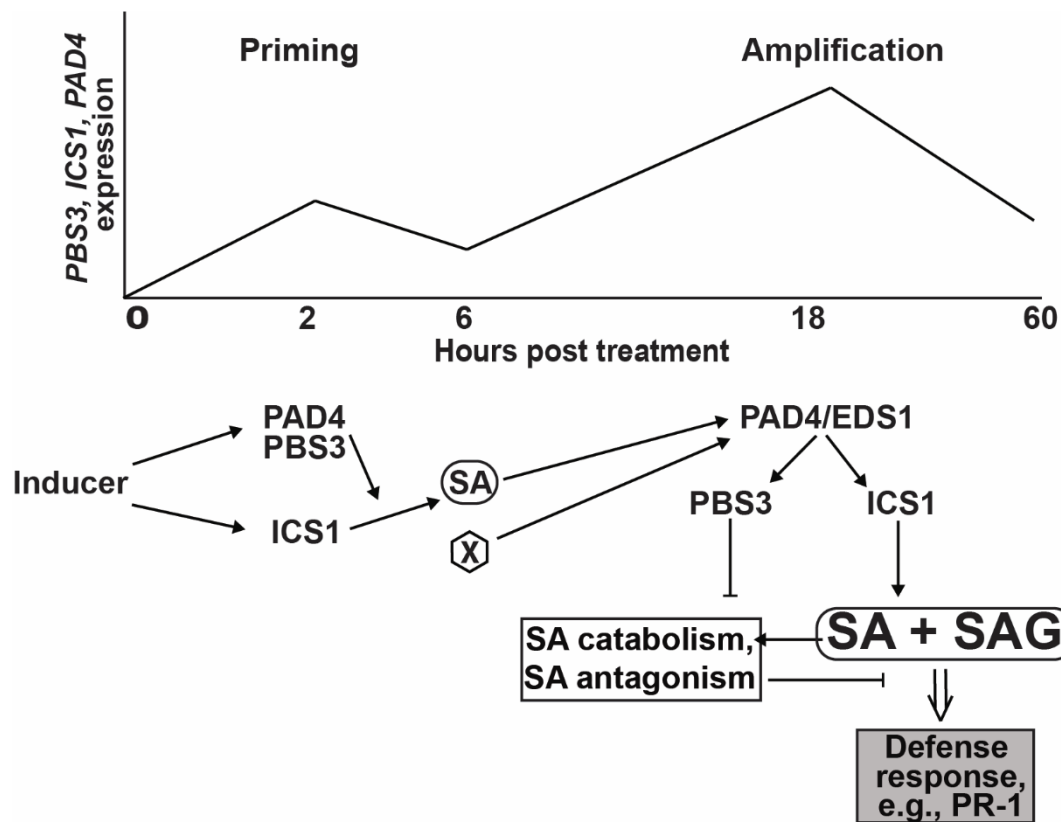 PBS3, ICS1, PAD4
expression
Priming
Amplification
0
2
6
18
60
Hours post treatment
Inducer
PAD4
PBS3
ICS1
SA
X
PAD4/EDS1
PBS3
ICS1
SA catabolism,
SA antagonism
SA + SAG
Defense
response,
e.g., PR-1